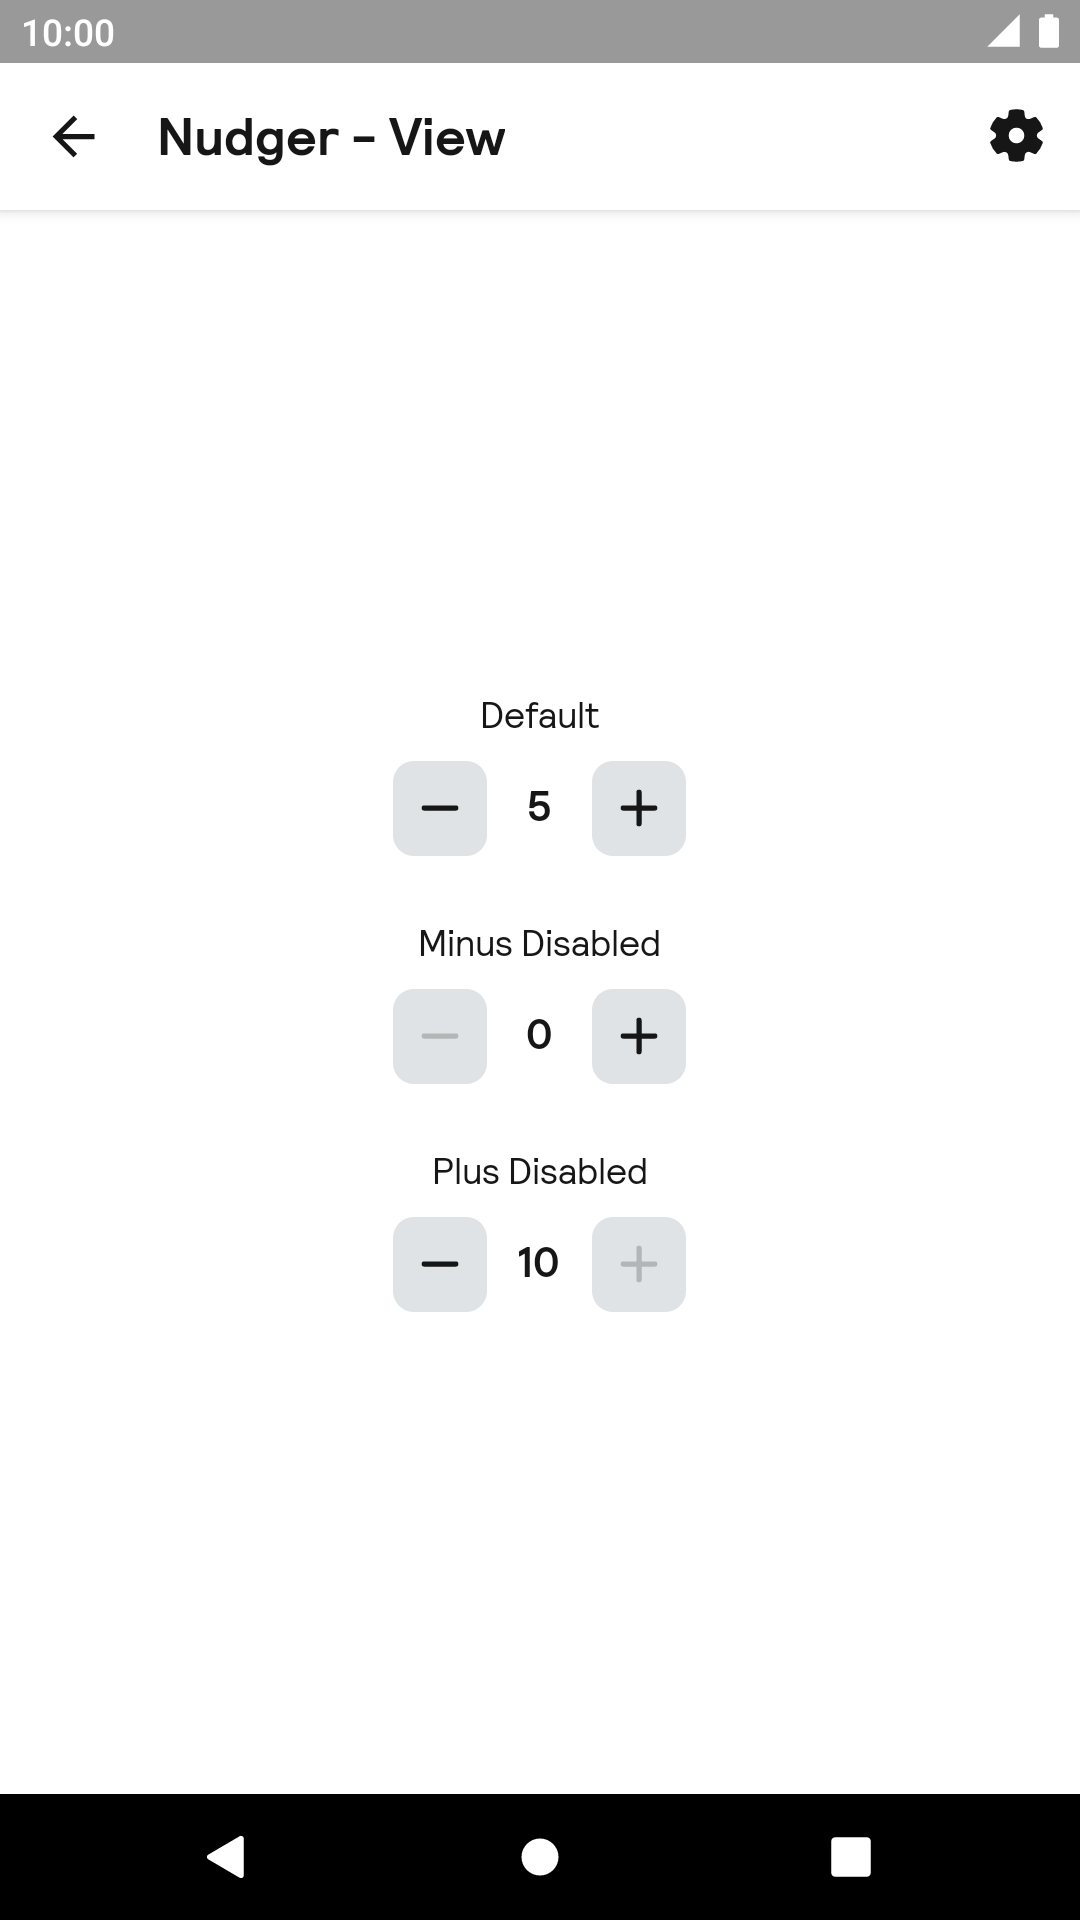 10:00
Nudger - View
Default
5
Minus Disabled
0
Plus Disabled
10